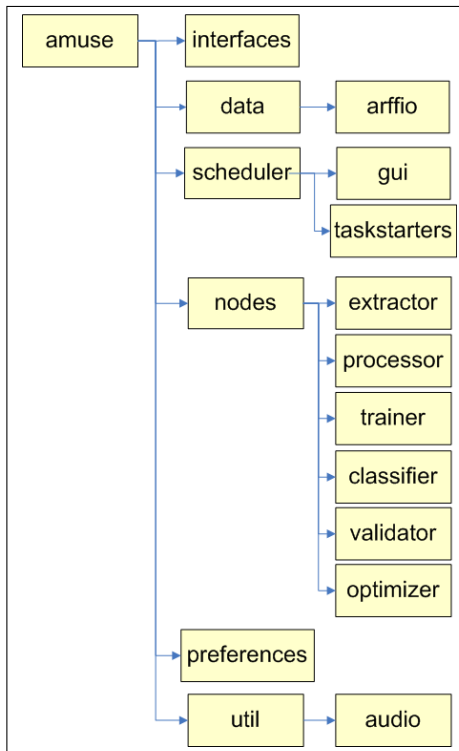 amuse
interfaces
data
arffio
scheduler
gui
taskstarters
nodes
extractor
processor
trainer
classifier
validator
optimizer
preferences
util
audio